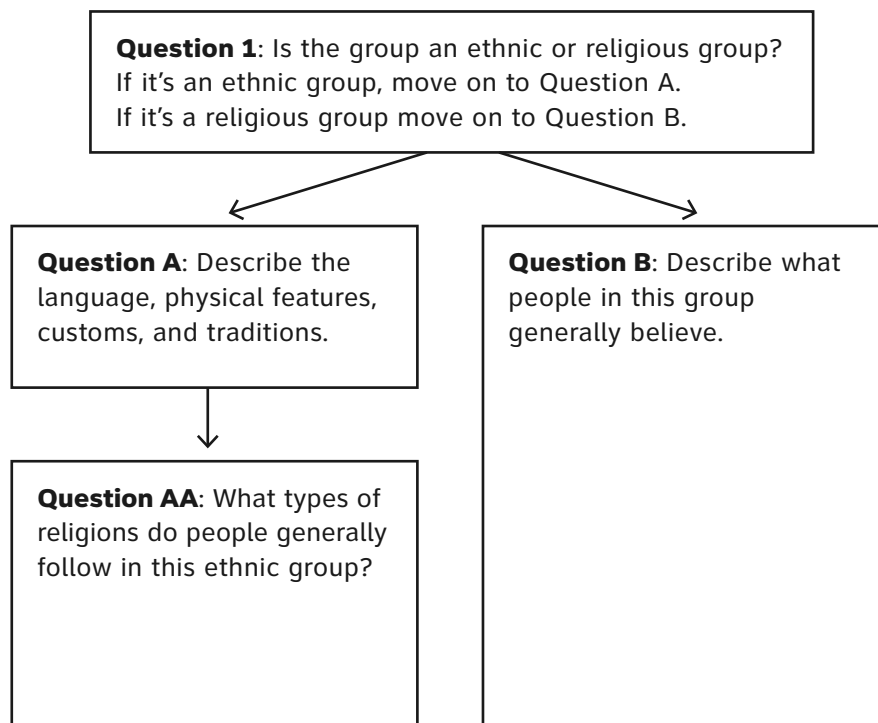 Question 1: Is the group an ethnic or religious group?
If it's an ethnic group, move on to Question A.
If it's a religious group move on to Question B.
Question A: Describe the
language, physical features,
customs, and traditions.
Question B: Describe what
people in this group
generally believe.
Question AA: What types of
religions do people generally
follow in this ethnic group?